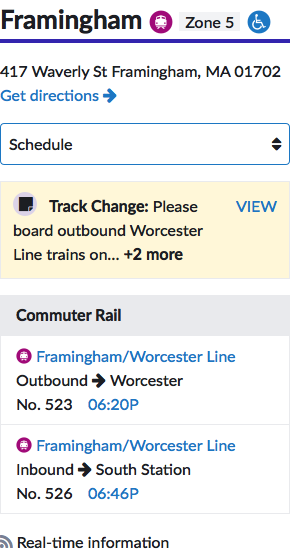 Framingham Zone 5
417 Waverly St Framingham, MA 01702
Get directions
Schedule
Track Change: Please VIEW
board outbound Worcester
Line trains on... +2 more
Commuter Rail
Framingham/Worcester Line
Outbound → Worcester
No. 523 06:20P
Framingham/Worcester Line
Inbound → South Station
No. 526 06:46P
Real-time information